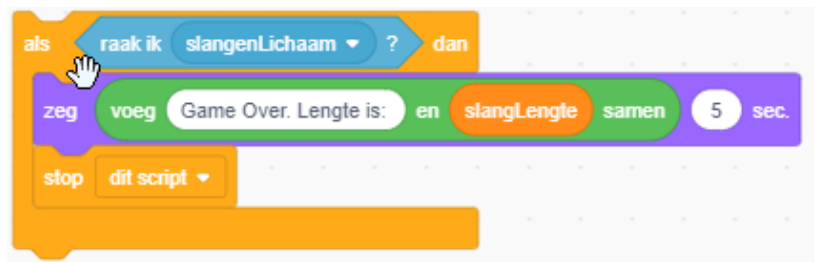 als raak ik slangenLichaam ? dan
zeg voeg Game Over. Lengte is: en slangLengte samen 5 sec.
stop dit script